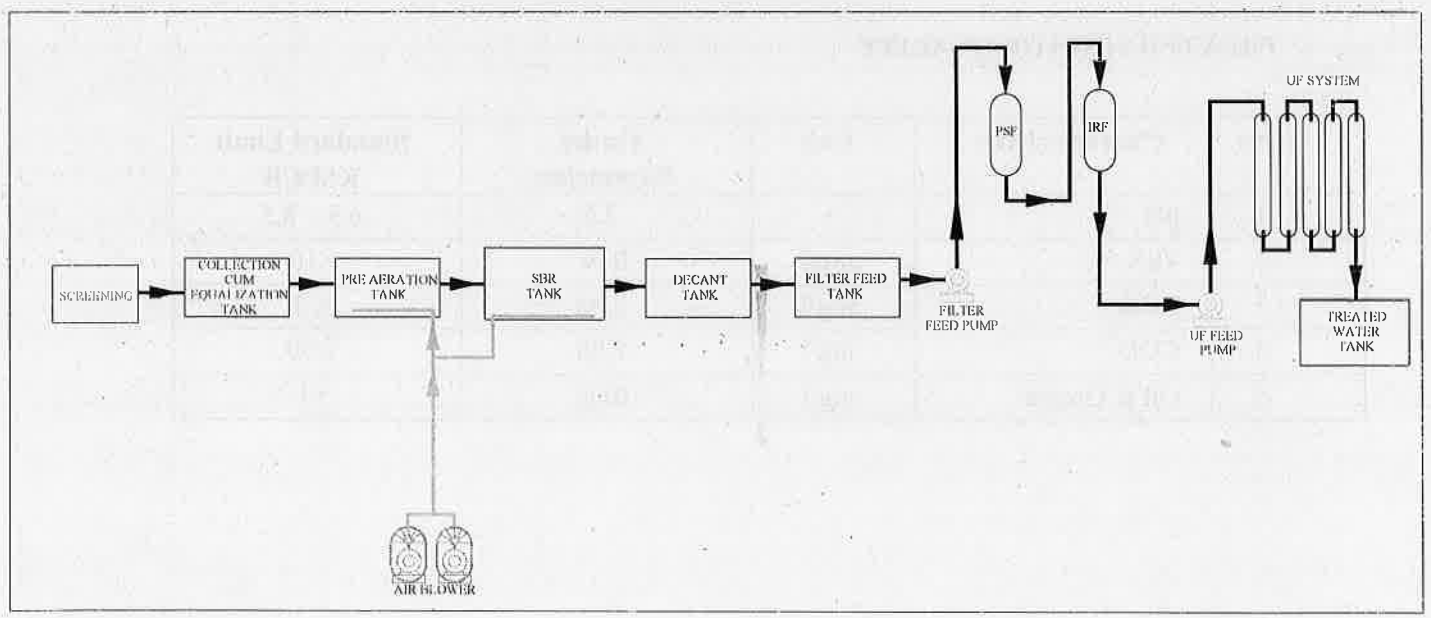 UF SYSTEM
PSF
IRF
SCREENING
COLLECTION
CUM
EQUALIZATION
TANK
PRE AERATION
TANK
SBR
TANK
DECANT
TANK
FILTER FEED
TANK
FILTER
FEED PUMP
UF FEED
PUMP
TREATED
WATER
TANK
AIR BLOWER